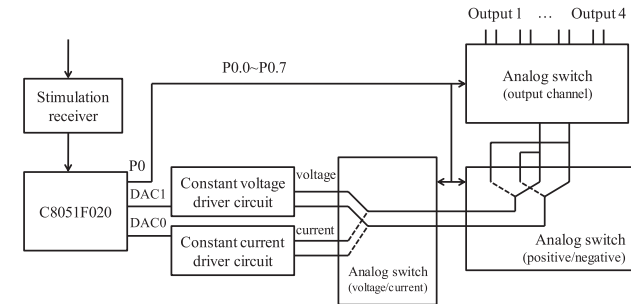 Output 1 … Output 4
P0.0~P0.7
Analog switch
(output channel)
Stimulation
receiver
P0
voltage
DAC1
Constant voltage
driver circuit
C8051F020
DAC0
current
Constant current
driver circuit
Analog switch
(voltage/current)
Analog switch
(positive/negative)